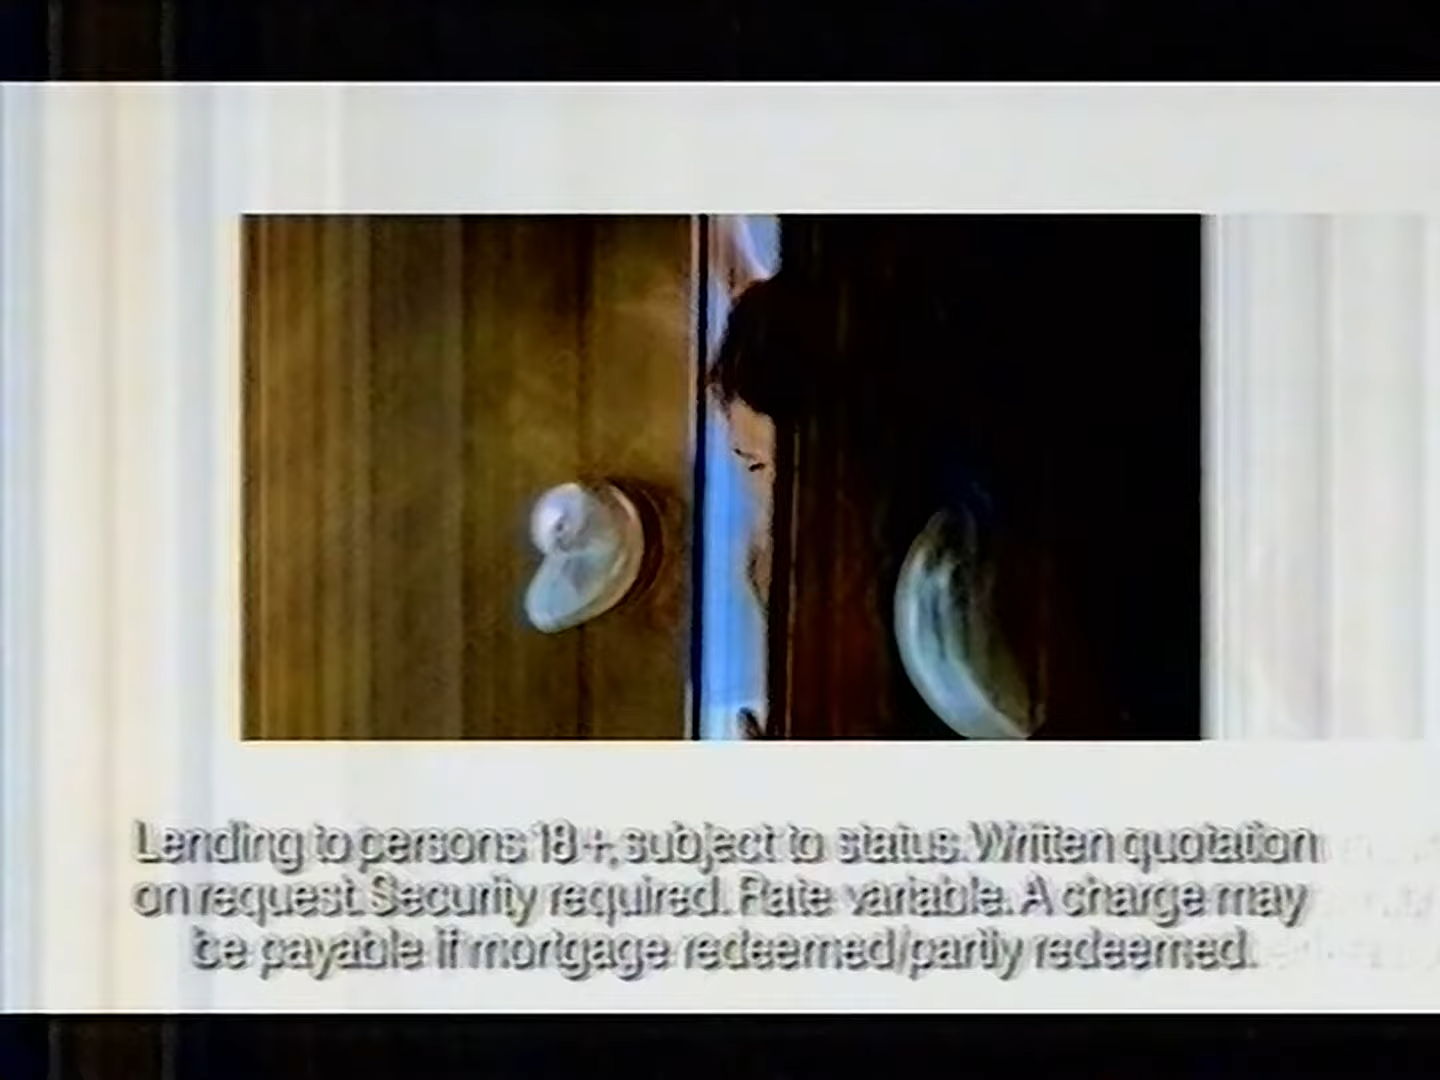 Lending to persons 18+, subject to status. Written quotation
on request. Security required. Rate variable. A charge may
be payable if mortgage redeemed/partly redeemed.